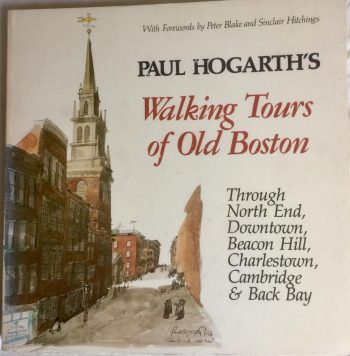 With Forewords by Peter Blake and Sinclair Hitchings
PAUL HOGARTH'S
Walking Tours
of Old Boston
Through
North End,
Downtown,
Beacon Hill,
Charlestown,
Cambridge
& Back Bay